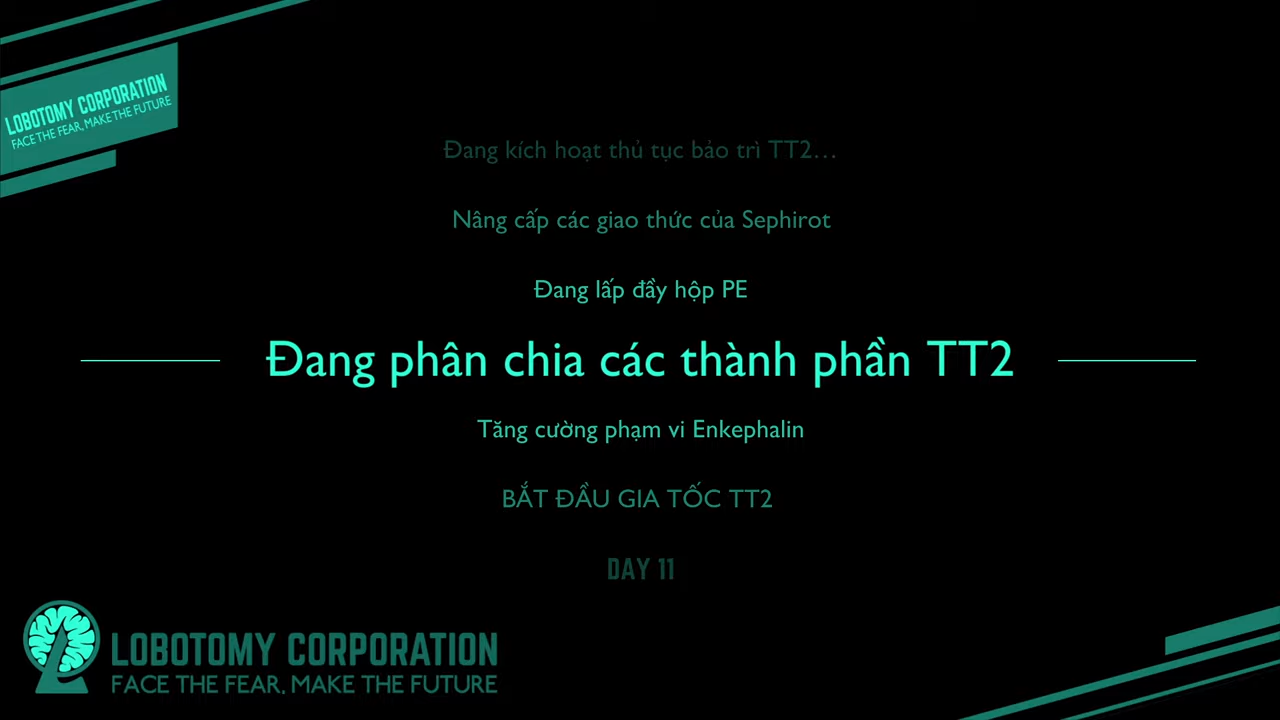 LOBOTOMY CORPORATION
FACE THE FEAR, MAKE THE FUTURE
Đang kích hoạt thủ tục bảo trì TT2...
Nâng cấp các giao thức của Sephirot
Đang lấp đầy hộp PE
Đang phân chia các thành phần TT2
Tăng cường phạm vi Enkephalin
BẮT ĐẦU GIA TỐC TT2
DAY 11
LOBOTOMY CORPORATION
FACE THE FEAR, MAKE THE FUTURE